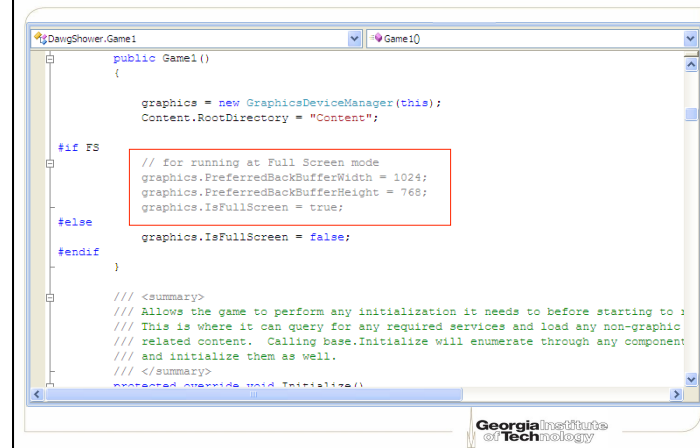 DawgShower.Game1
Game1()
public Game1()
{
graphics = new GraphicsDeviceManager(this);
Content.RootDirectory = "Content";
#if FS
// for running at Full Screen mode
graphics.PreferredBackBufferWidth = 1024;
graphics.PreferredBackBufferHeight = 768;
graphics.IsFullScreen = true;
#else
graphics.IsFullScreen = false;
#endif
}
/// <summary>
/// Allows the game to perform any initialization it needs to before starting to
/// This is where it can query for any required services and load any non-graphic
/// related content.  Calling base.Initialize will enumerate through any component
/// and initialize them as well.
/// </summary>
protected override void Initialize()
Georgia Institute
of Technology